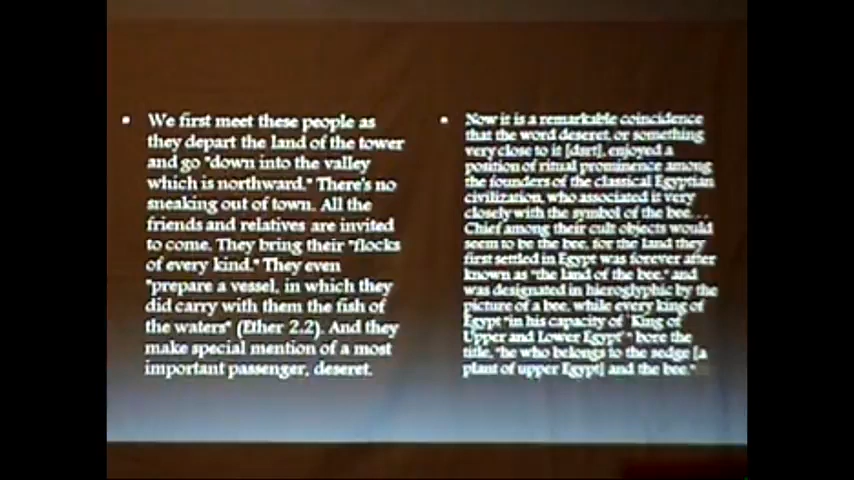 • We first meet these people as
they depart the land of the tower
and go "down into the valley
which is northward." There's no
sneaking out of town. All the
friends and relatives are invited
to come. They bring their "flocks
of every kind." They even
"prepare a vessel, in which they
did carry with them the fish of
the waters" (Ether 2.2). And they
make special mention of a most
important passenger, deseret.
• Now it is a remarkable coincidence
that the word deseret, or something
very close to it [dsrt], enjoyed a
position of ritual prominence among
the founders of the classical Egyptian
civilization, who associated it very
closely with the symbol of the bee. . .
Chief among their cult objects would
seem to be the bee, for the land they
first settled in Egypt was forever after
known as "the land of the bee," and
was designated in hieroglyphic by the
picture of a bee, while every king of
Egypt "in his capacity of 'King of
Upper and Lower Egypt'" bore the
title, "he who belongs to the sedge [a
plant of upper Egypt] and the bee."